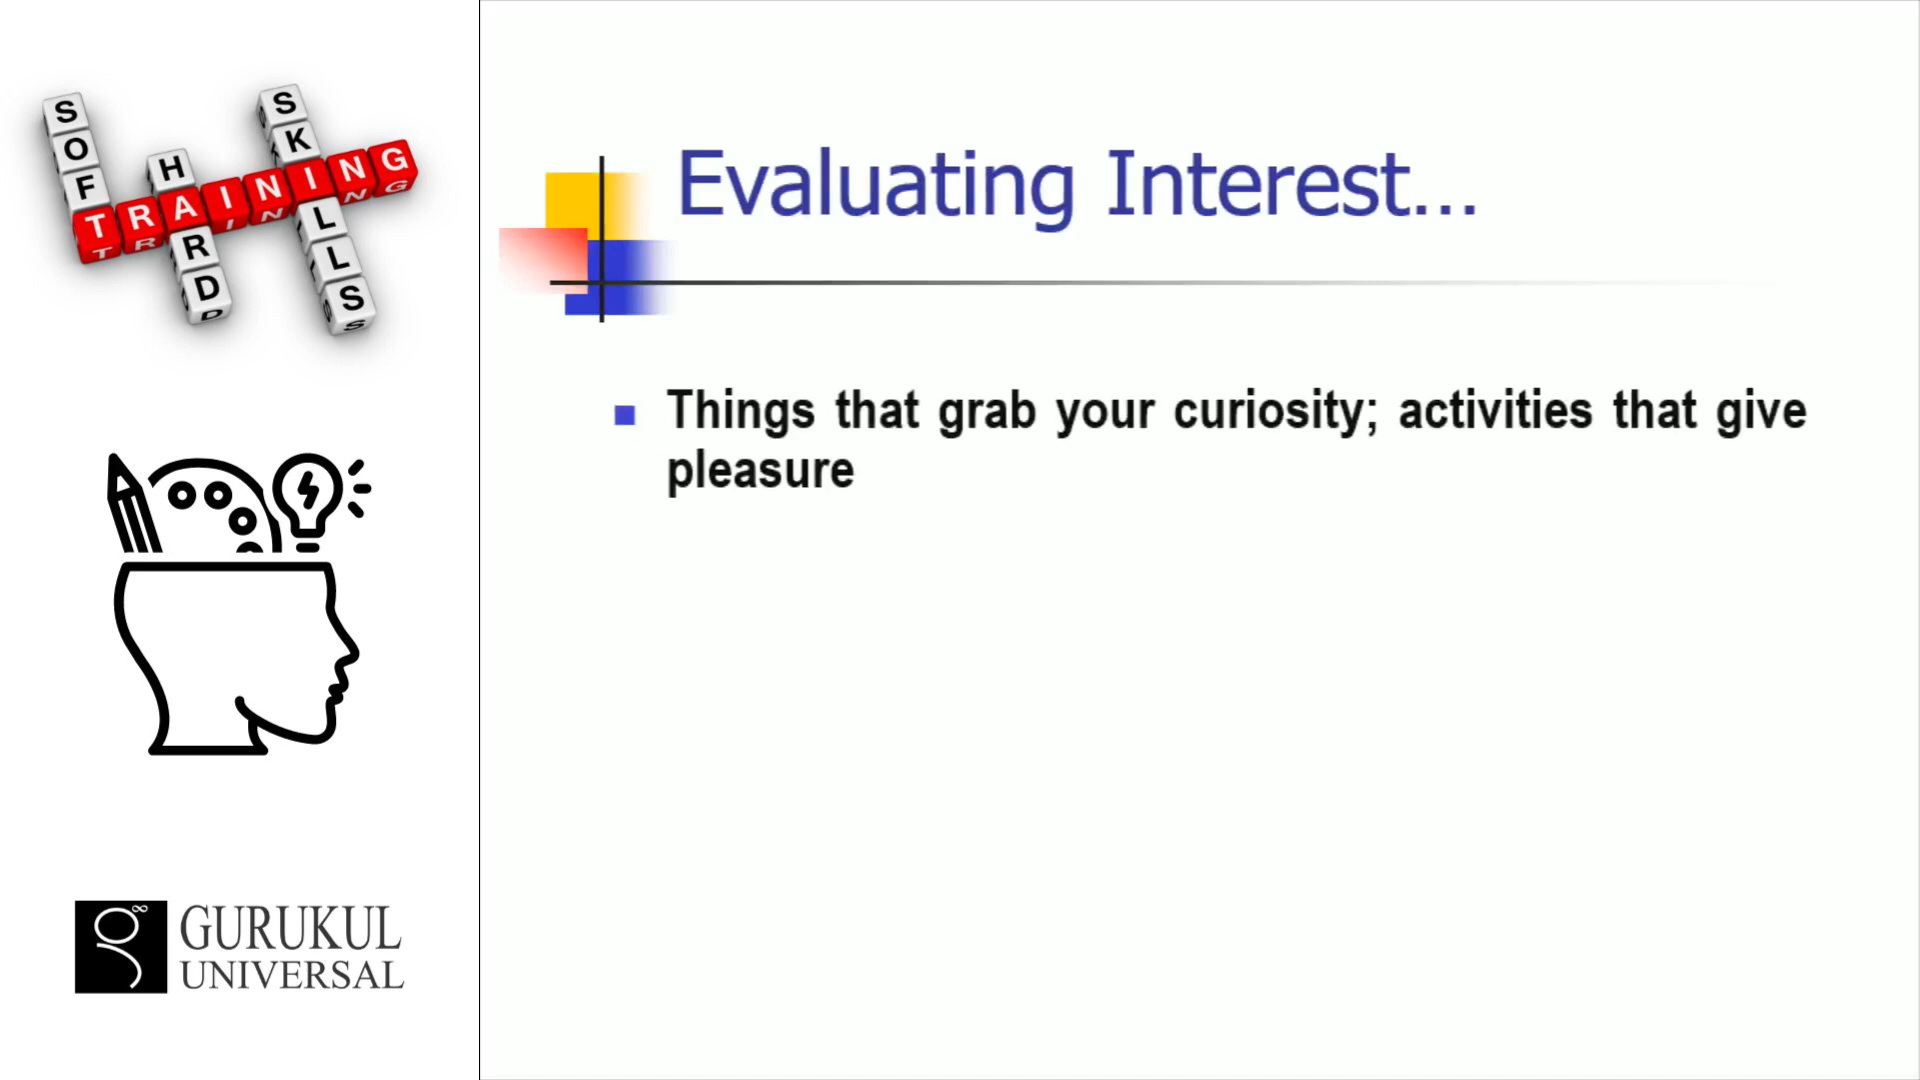 SOFT
HARD
SKILLS
TRAINING
Evaluating Interest...
Things that grab your curiosity; activities that give
pleasure
GURUKUL
UNIVERSAL